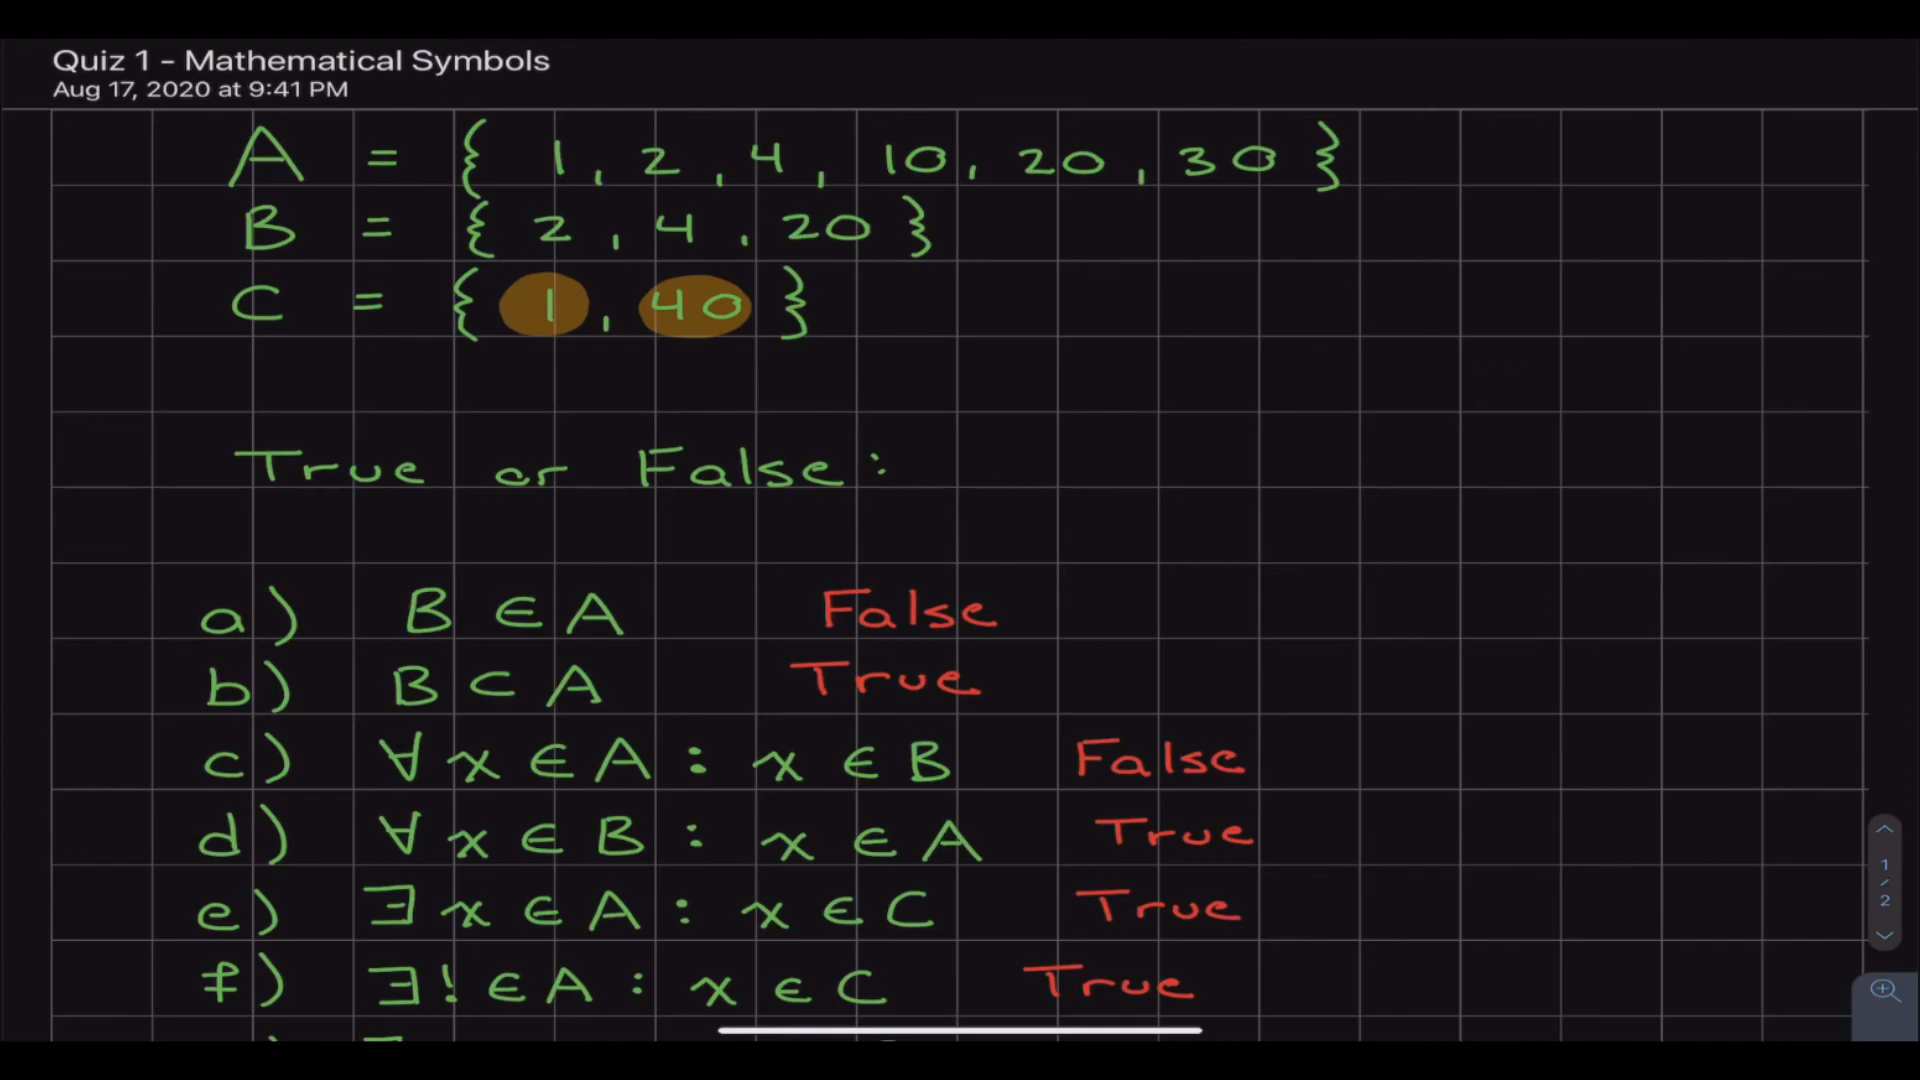 Quiz 1 - Mathematical Symbols
Aug 17, 2020 at 9:41 PM
A = { 1, 2, 4, 10, 20, 30 }
B = { 2, 4, 20 }
C = { 1, 40 }
True or False:
a) B ∈ A False
b) B ⊂ A True
c) ∀ x ∈ A : x ∈ B False
d) ∀ x ∈ B : x ∈ A True
e) ∃ x ∈ A : x ∈ C True
f) ∃! ∈ A : x ∈ C True
1
/
2